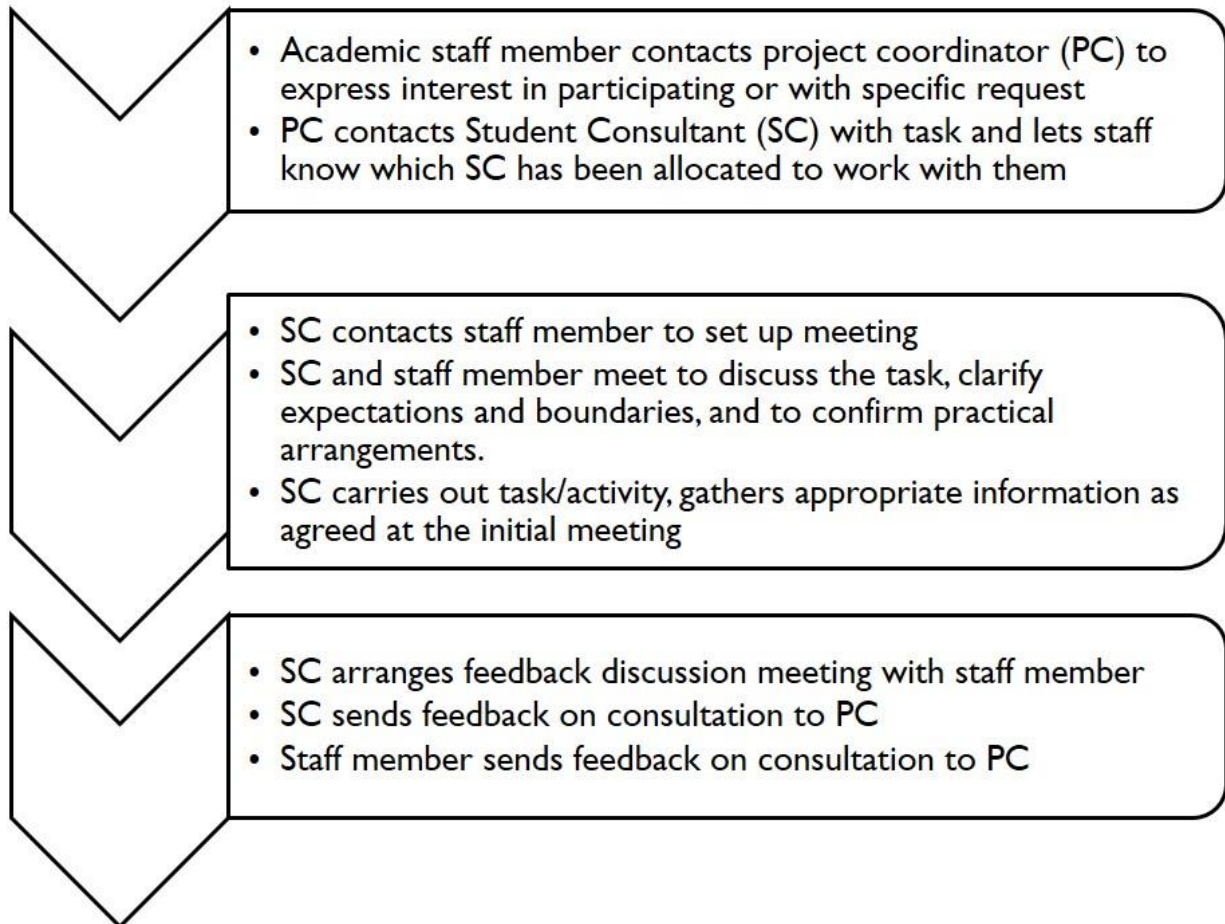 • Academic staff member contacts project coordinator (PC) to
express interest in participating or with specific request
• PC contacts Student Consultant (SC) with task and lets staff
know which SC has been allocated to work with them
• SC contacts staff member to set up meeting
• SC and staff member meet to discuss the task, clarify
expectations and boundaries, and to confirm practical
arrangements.
• SC carries out task/activity, gathers appropriate information as
agreed at the initial meeting
• SC arranges feedback discussion meeting with staff member
• SC sends feedback on consultation to PC
• Staff member sends feedback on consultation to PC